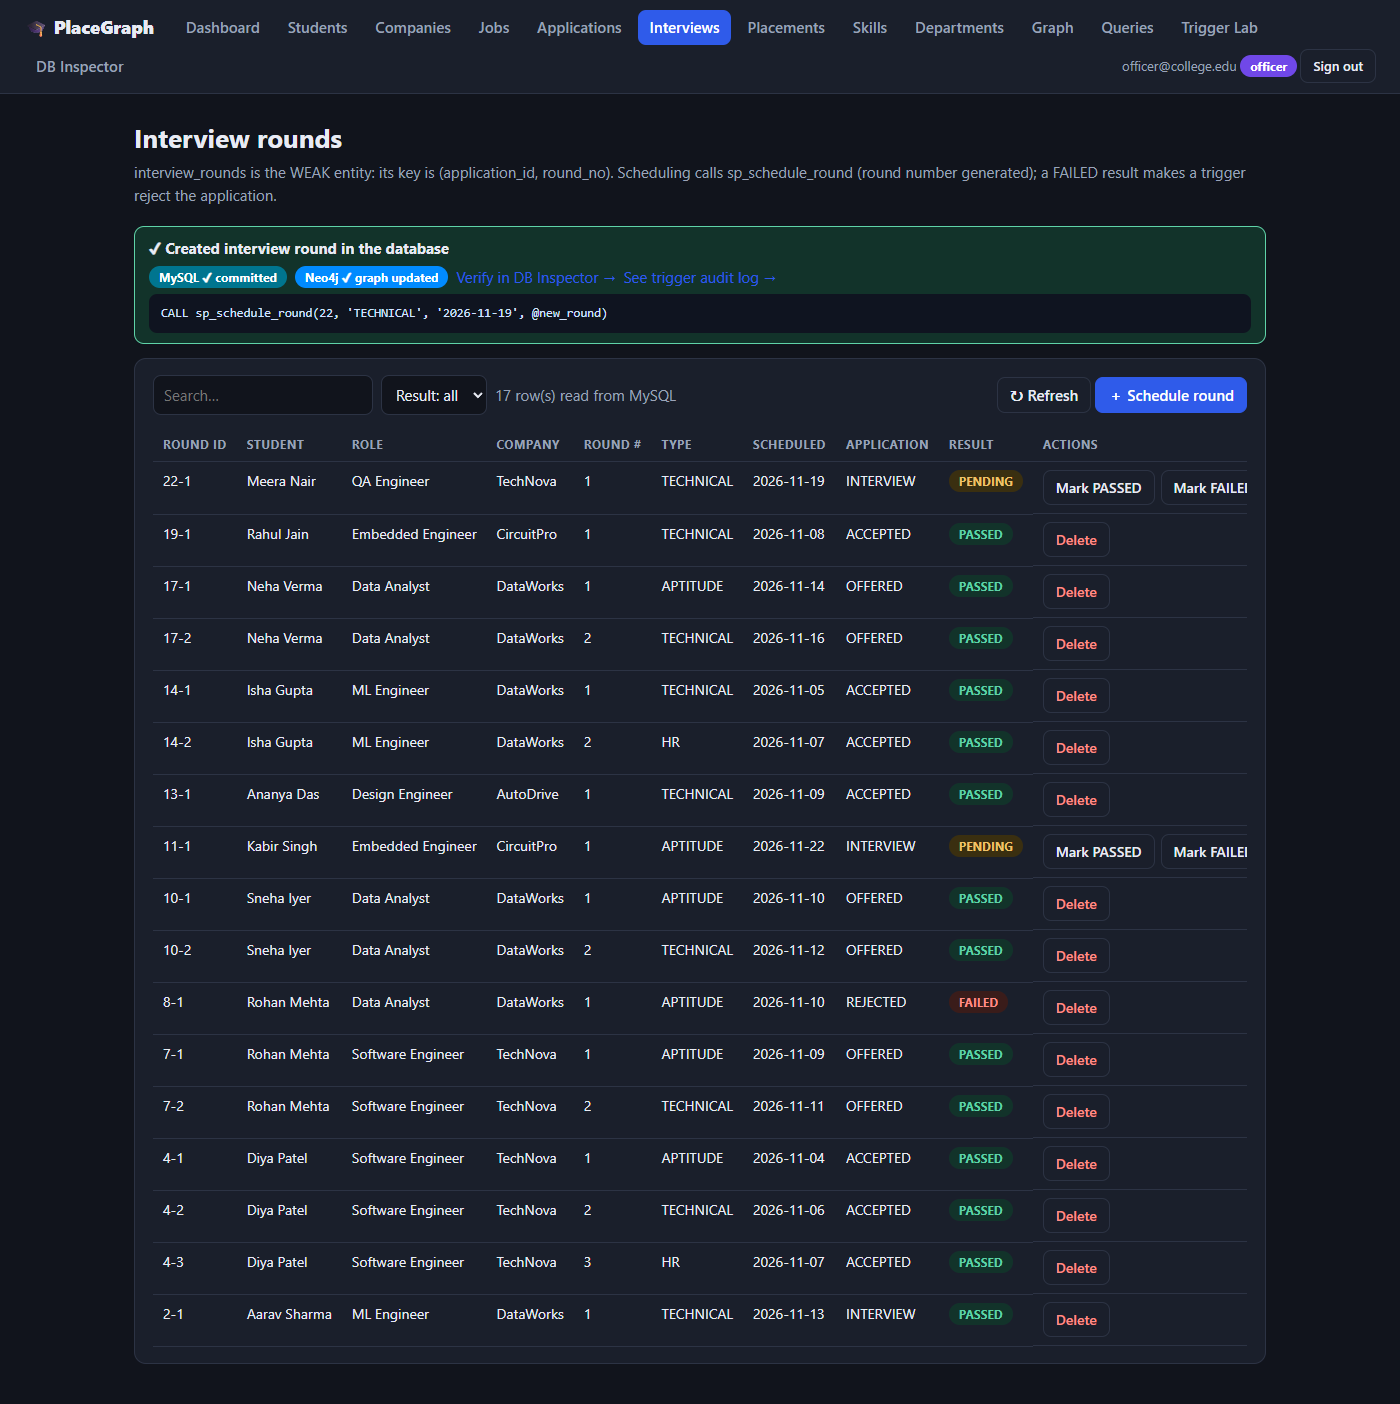 PlaceGraph Dashboard Students Companies Jobs Applications Interviews Placements Skills Departments Graph Queries Trigger Lab
DB Inspector officer@college.edu officer Sign out
Interview rounds
interview_rounds is the WEAK entity: its key is (application_id, round_no). Scheduling calls sp_schedule_round (round number generated); a FAILED result makes a trigger
reject the application.
✓ Created interview round in the database
MySQL ✓ committed Neo4j ✓ graph updated Verify in DB Inspector → See trigger audit log →
CALL sp_schedule_round(22, 'TECHNICAL', '2026-11-19', @new_round)
Search... Result: all 17 row(s) read from MySQL ↻ Refresh + Schedule round
ROUND ID STUDENT ROLE COMPANY ROUND # TYPE SCHEDULED APPLICATION RESULT ACTIONS
22-1 Meera Nair QA Engineer TechNova 1 TECHNICAL 2026-11-19 INTERVIEW PENDING Mark PASSED Mark FAILE
19-1 Rahul Jain Embedded Engineer CircuitPro 1 TECHNICAL 2026-11-08 ACCEPTED PASSED Delete
17-1 Neha Verma Data Analyst DataWorks 1 APTITUDE 2026-11-14 OFFERED PASSED Delete
17-2 Neha Verma Data Analyst DataWorks 2 TECHNICAL 2026-11-16 OFFERED PASSED Delete
14-1 Isha Gupta ML Engineer DataWorks 1 TECHNICAL 2026-11-05 ACCEPTED PASSED Delete
14-2 Isha Gupta ML Engineer DataWorks 2 HR 2026-11-07 ACCEPTED PASSED Delete
13-1 Ananya Das Design Engineer AutoDrive 1 TECHNICAL 2026-11-09 ACCEPTED PASSED Delete
11-1 Kabir Singh Embedded Engineer CircuitPro 1 APTITUDE 2026-11-22 INTERVIEW PENDING Mark PASSED Mark FAILE
10-1 Sneha Iyer Data Analyst DataWorks 1 APTITUDE 2026-11-10 OFFERED PASSED Delete
10-2 Sneha Iyer Data Analyst DataWorks 2 TECHNICAL 2026-11-12 OFFERED PASSED Delete
8-1 Rohan Mehta Data Analyst DataWorks 1 APTITUDE 2026-11-10 REJECTED FAILED Delete
7-1 Rohan Mehta Software Engineer TechNova 1 APTITUDE 2026-11-09 OFFERED PASSED Delete
7-2 Rohan Mehta Software Engineer TechNova 2 TECHNICAL 2026-11-11 OFFERED PASSED Delete
4-1 Diya Patel Software Engineer TechNova 1 APTITUDE 2026-11-04 ACCEPTED PASSED Delete
4-2 Diya Patel Software Engineer TechNova 2 TECHNICAL 2026-11-06 ACCEPTED PASSED Delete
4-3 Diya Patel Software Engineer TechNova 3 HR 2026-11-07 ACCEPTED PASSED Delete
2-1 Aarav Sharma ML Engineer DataWorks 1 TECHNICAL 2026-11-13 INTERVIEW PASSED Delete